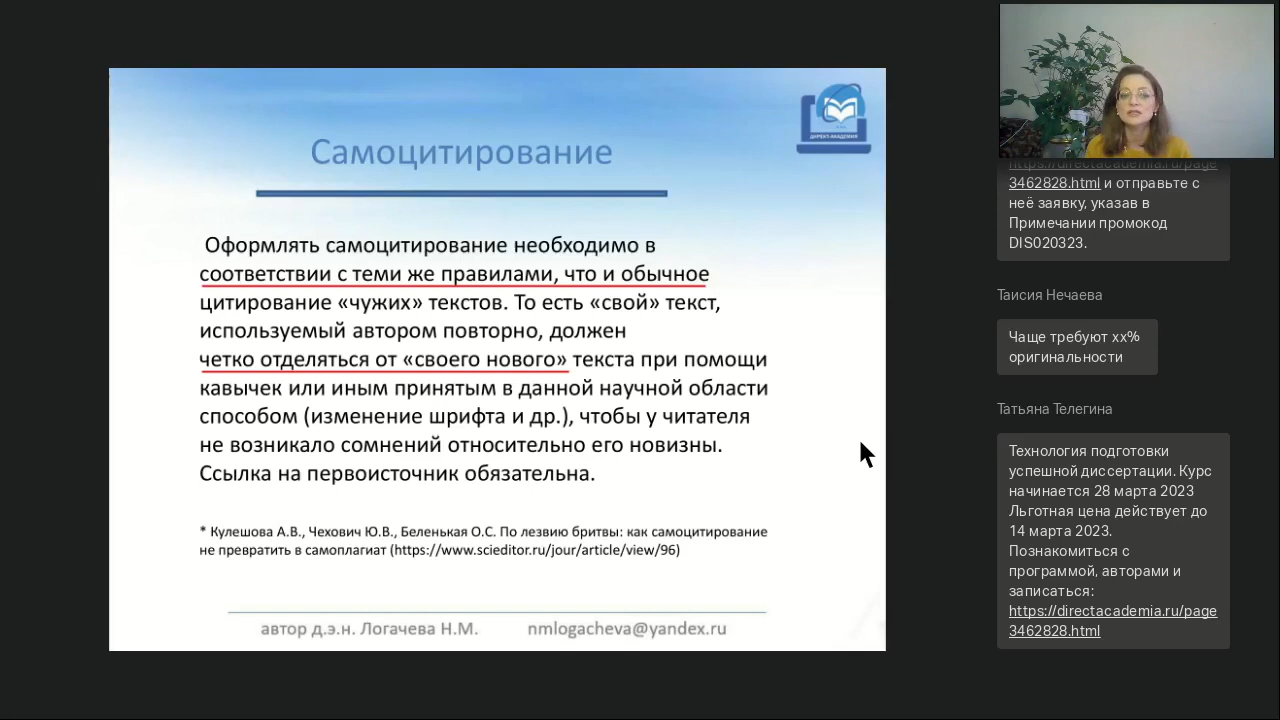 ДИРЕКТ-АКАДЕМИЯ
Самоцитирование
Оформлять самоцитирование необходимо в
соответствии с теми же правилами, что и обычное
цитирование «чужих» текстов. То есть «свой» текст,
используемый автором повторно, должен
четко отделяться от «своего нового» текста при помощи
кавычек или иным принятым в данной научной области
способом (изменение шрифта и др.), чтобы у читателя
не возникало сомнений относительно его новизны.
Ссылка на первоисточник обязательна.
* Кулешова А.В., Чехович Ю.В., Беленькая О.С. По лезвию бритвы: как самоцитирование
не превратить в самоплагиат (https://www.scieditor.ru/jour/article/view/96)
автор д.э.н. Логачева Н.М. nmlogacheva@yandex.ru
https://directacademia.ru/page
3462828.html и отправьте с
неё заявку, указав в
Примечании промокод
DIS020323.
Таисия Нечаева
Чаще требуют хх%
оригинальности
Татьяна Телегина
Технология подготовки
успешной диссертации. Курс
начинается 28 марта 2023
Льготная цена действует до
14 марта 2023.
Познакомиться с
программой, авторами и
записаться:
https://directacademia.ru/page
3462828.html